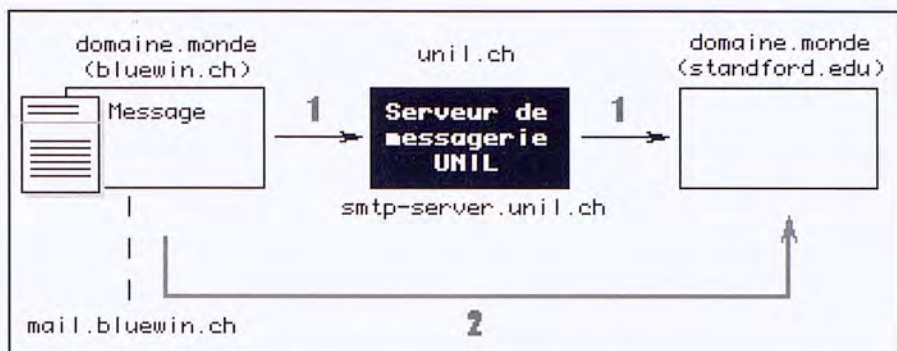 domaine.monde
(bluewin.ch)
Message
1
unil.ch
Serveur de
messagerie
UNIL
smtp-server.unil.ch
1
domaine.monde
(standford.edu)
2
mail.bluewin.ch